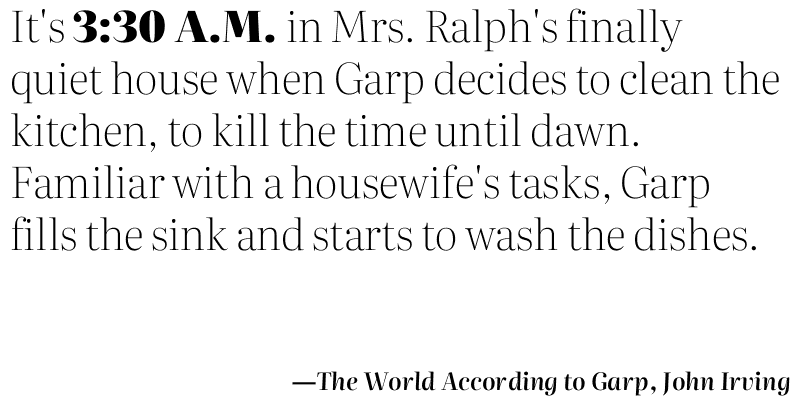 It's 3:30 A.M. in Mrs. Ralph's finally
quiet house when Garp decides to clean the
kitchen, to kill the time until dawn.
Familiar with a housewife's tasks, Garp
fills the sink and starts to wash the dishes.
—The World According to Garp, John Irving